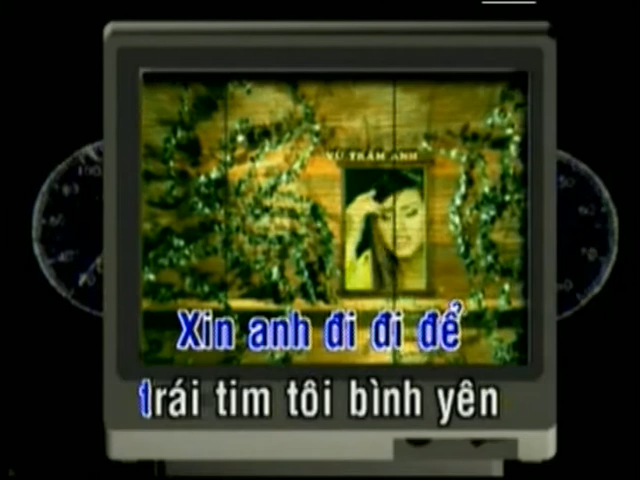 VŨ TRÂM ANH
Xin anh đi đi để
trái tim tôi bình yên